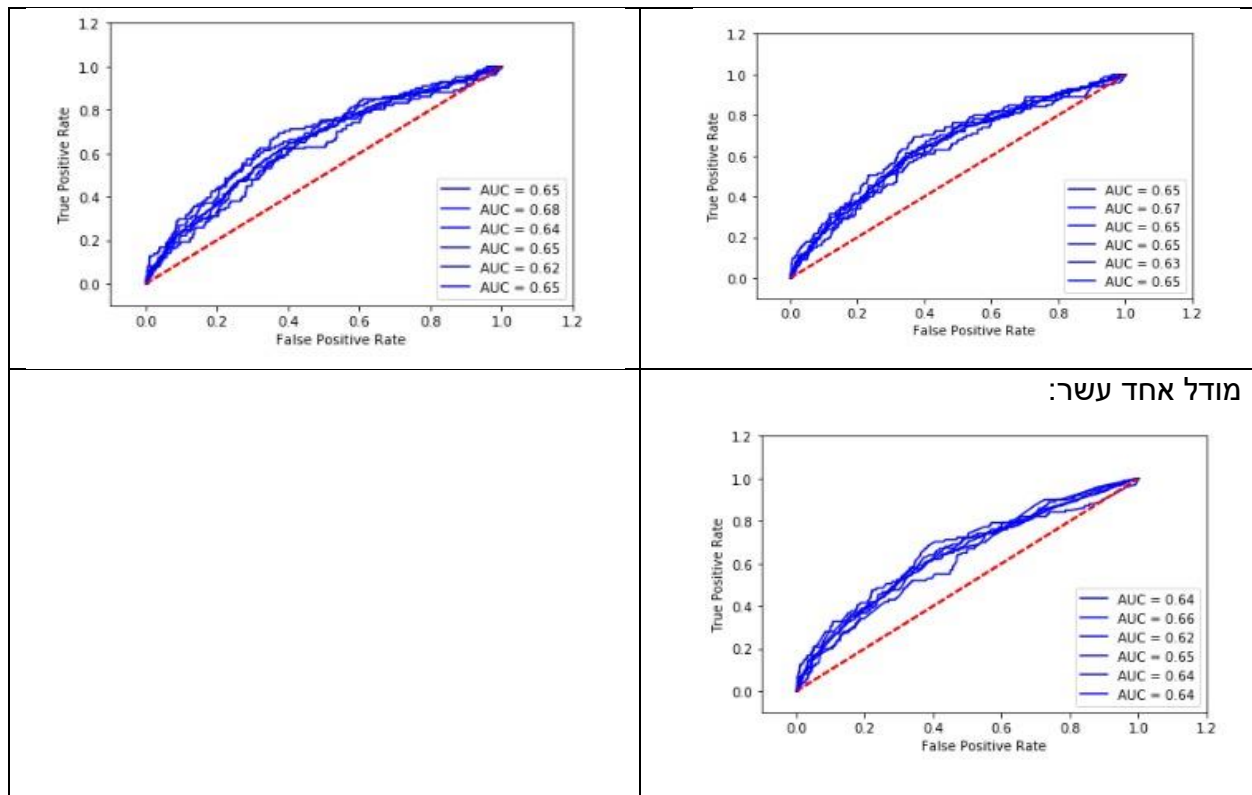 1.2
1.0
0.8
0.6
0.4
0.2
0.0
True Positive Rate
AUC = 0.65
AUC = 0.68
AUC = 0.64
AUC = 0.65
AUC = 0.62
AUC = 0.65
0.0 0.2 0.4 0.6 0.8 1.0 1.2
False Positive Rate
1.2
1.0
0.8
0.6
0.4
0.2
0.0
True Positive Rate
AUC = 0.65
AUC = 0.67
AUC = 0.65
AUC = 0.65
AUC = 0.63
AUC = 0.65
0.0 0.2 0.4 0.6 0.8 1.0 1.2
False Positive Rate
מודל אחד עשר:
1.2
1.0
0.8
0.6
0.4
0.2
0.0
True Positive Rate
AUC = 0.64
AUC = 0.66
AUC = 0.62
AUC = 0.65
AUC = 0.64
AUC = 0.64
0.0 0.2 0.4 0.6 0.8 1.0 1.2
False Positive Rate